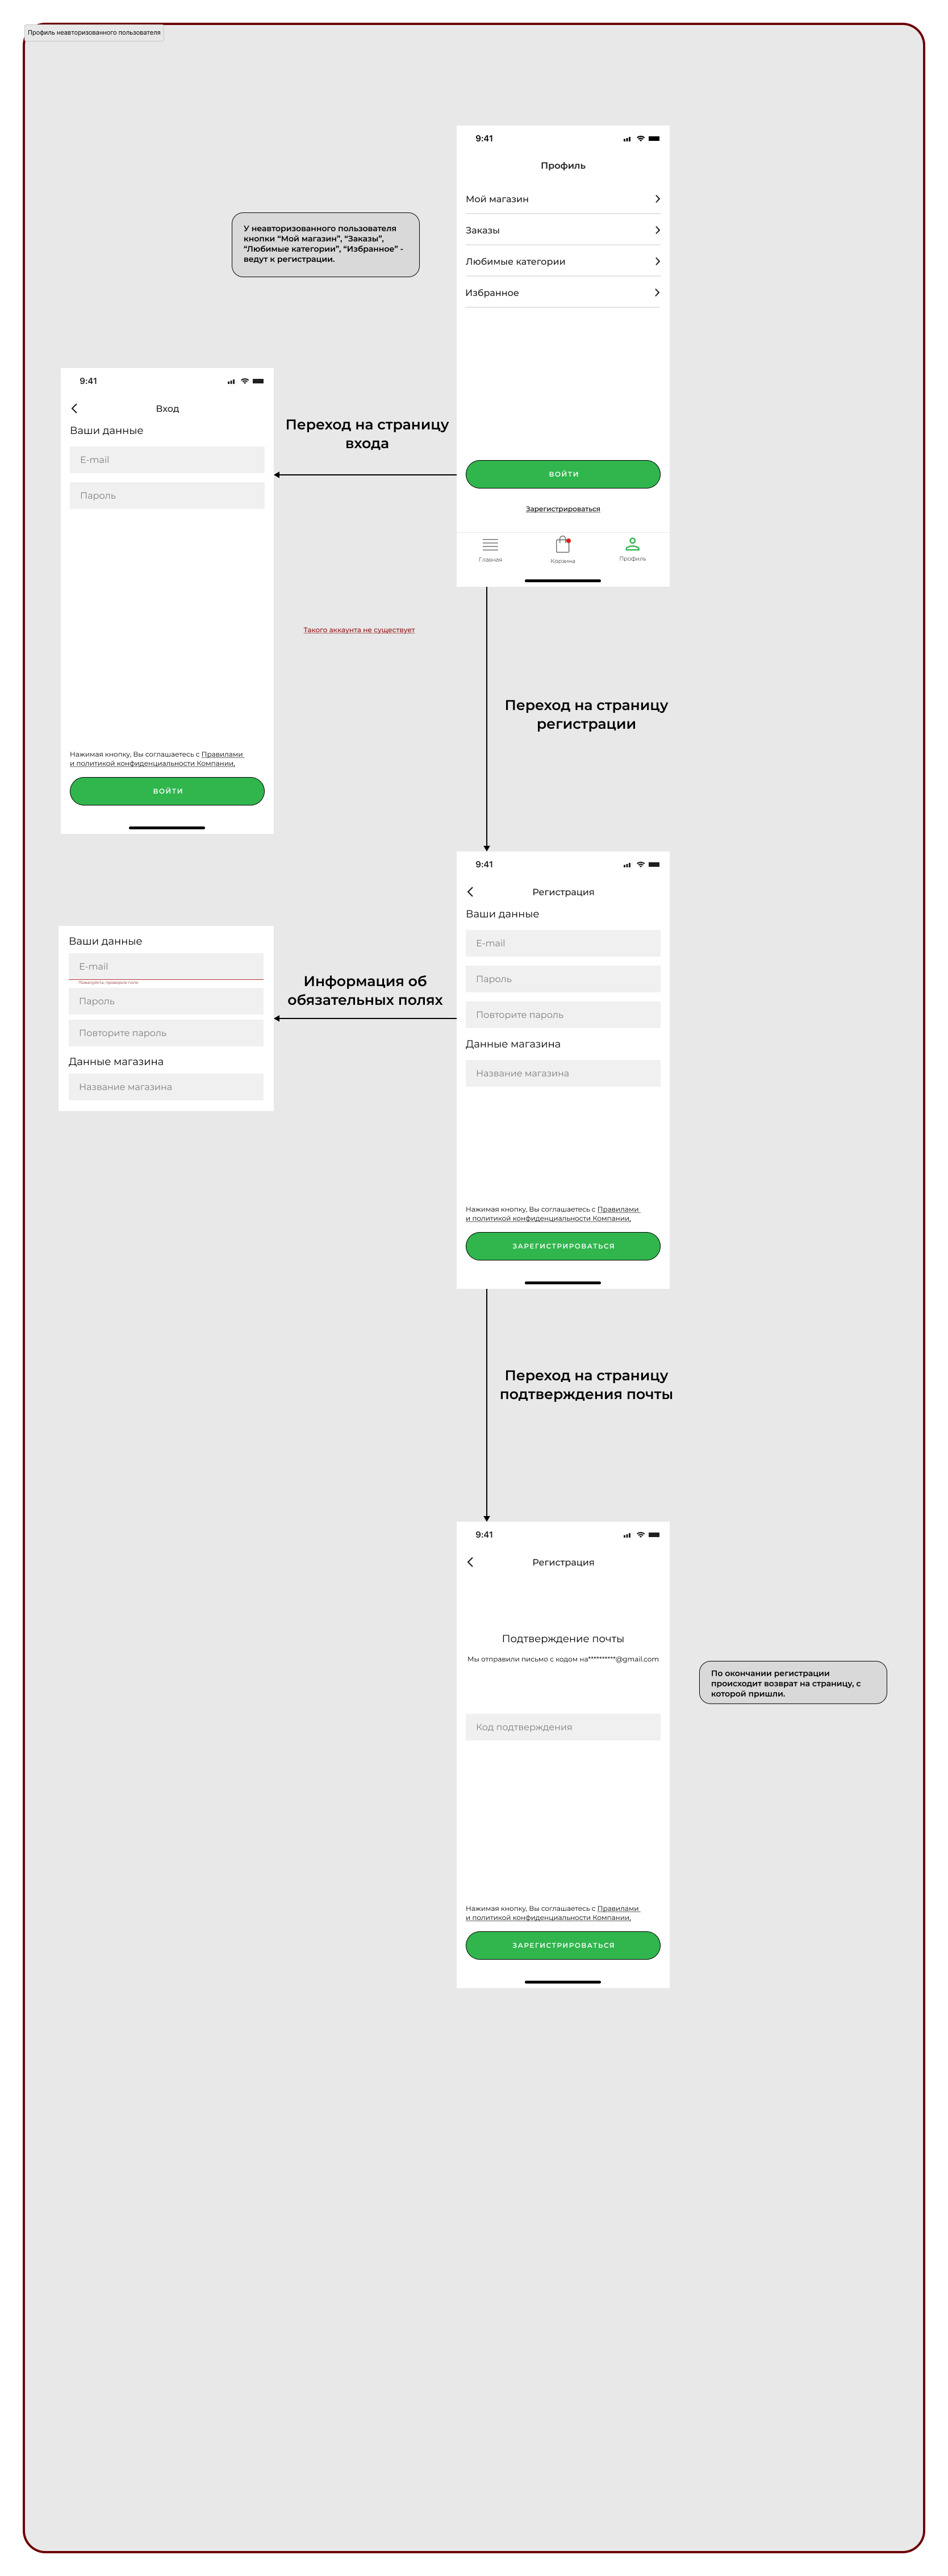 Профиль неавторизованного пользователя
9:41
Профиль
Мой магазин
Заказы
Любимые категории
Избранное
ВОЙТИ
Зарегистрироваться
Главная
Корзина
Профиль
У неавторизованного пользователя
кнопки “Мой магазин”, “Заказы”,
“Любимые категории”, “Избранное” -
ведут к регистрации.
Переход на страницу
входа
9:41
Вход
Ваши данные
E-mail
Пароль
Нажимая кнопку, Вы соглашаетесь с Правилами
и политикой конфиденциальности Компании.
ВОЙТИ
Такого аккаунта не существует
Переход на страницу
регистрации
9:41
Регистрация
Ваши данные
E-mail
Пароль
Повторите пароль
Данные магазина
Название магазина
Нажимая кнопку, Вы соглашаетесь с Правилами
и политикой конфиденциальности Компании.
ЗАРЕГИСТРИРОВАТЬСЯ
Информация об
обязательных полях
Ваши данные
E-mail
Пожалуйста, проверьте поле
Пароль
Повторите пароль
Данные магазина
Название магазина
Переход на страницу
подтверждения почты
9:41
Регистрация
Подтверждение почты
Мы отправили письмо с кодом на**********@gmail.com
Код подтверждения
Нажимая кнопку, Вы соглашаетесь с Правилами
и политикой конфиденциальности Компании.
ЗАРЕГИСТРИРОВАТЬСЯ
По окончании регистрации
происходит возврат на страницу, с
которой пришли.